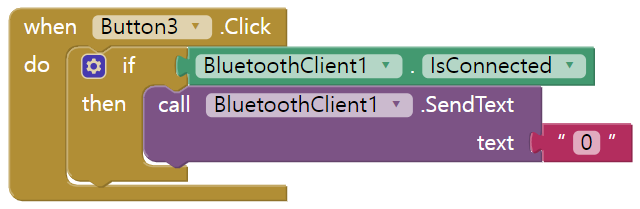 when Button3 .Click
do if BluetoothClient1 . IsConnected
then call BluetoothClient1 .SendText
text " 0 "